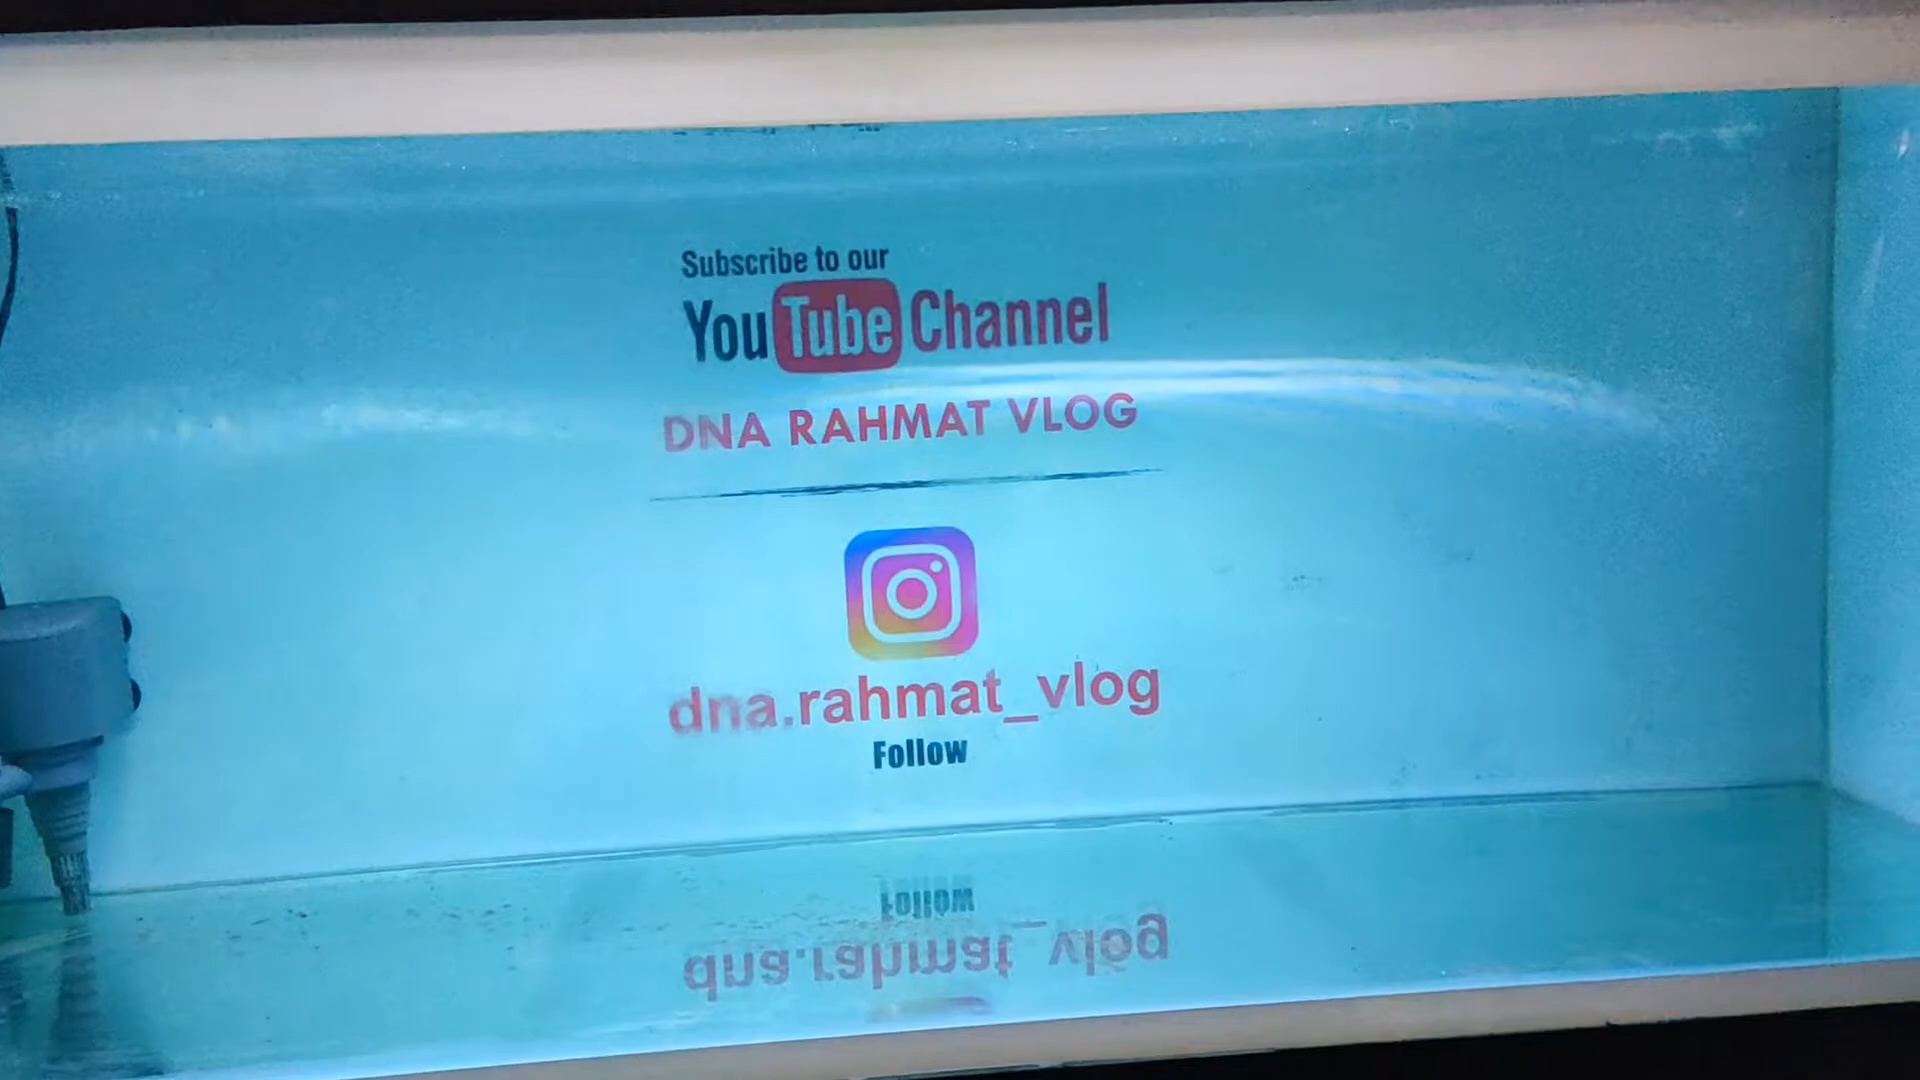 Subscribe to our
YouTube Channel
DNA RAHMAT VLOG
dna.rahmat_vlog
Follow